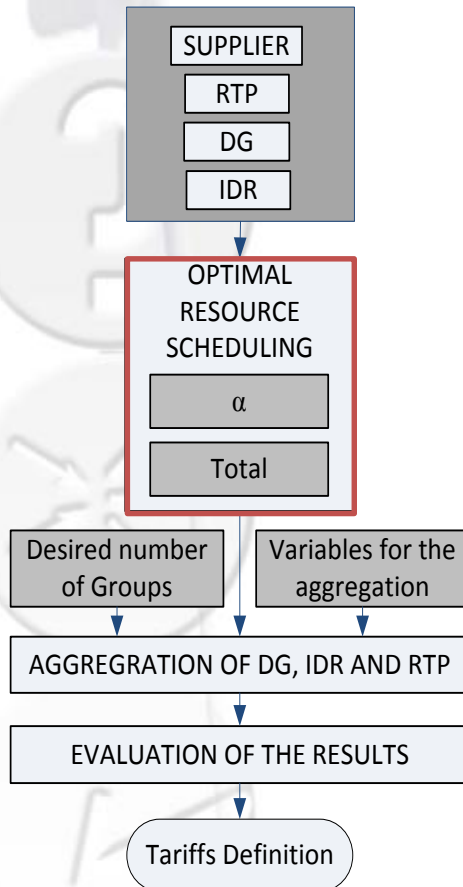 SUPPLIER
RTP
DG
IDR
OPTIMAL
RESOURCE
SCHEDULING
α
Total
Desired number
of Groups
Variables for the
aggregation
AGGREGRATION OF DG, IDR AND RTP
EVALUATION OF THE RESULTS
Tariffs Definition